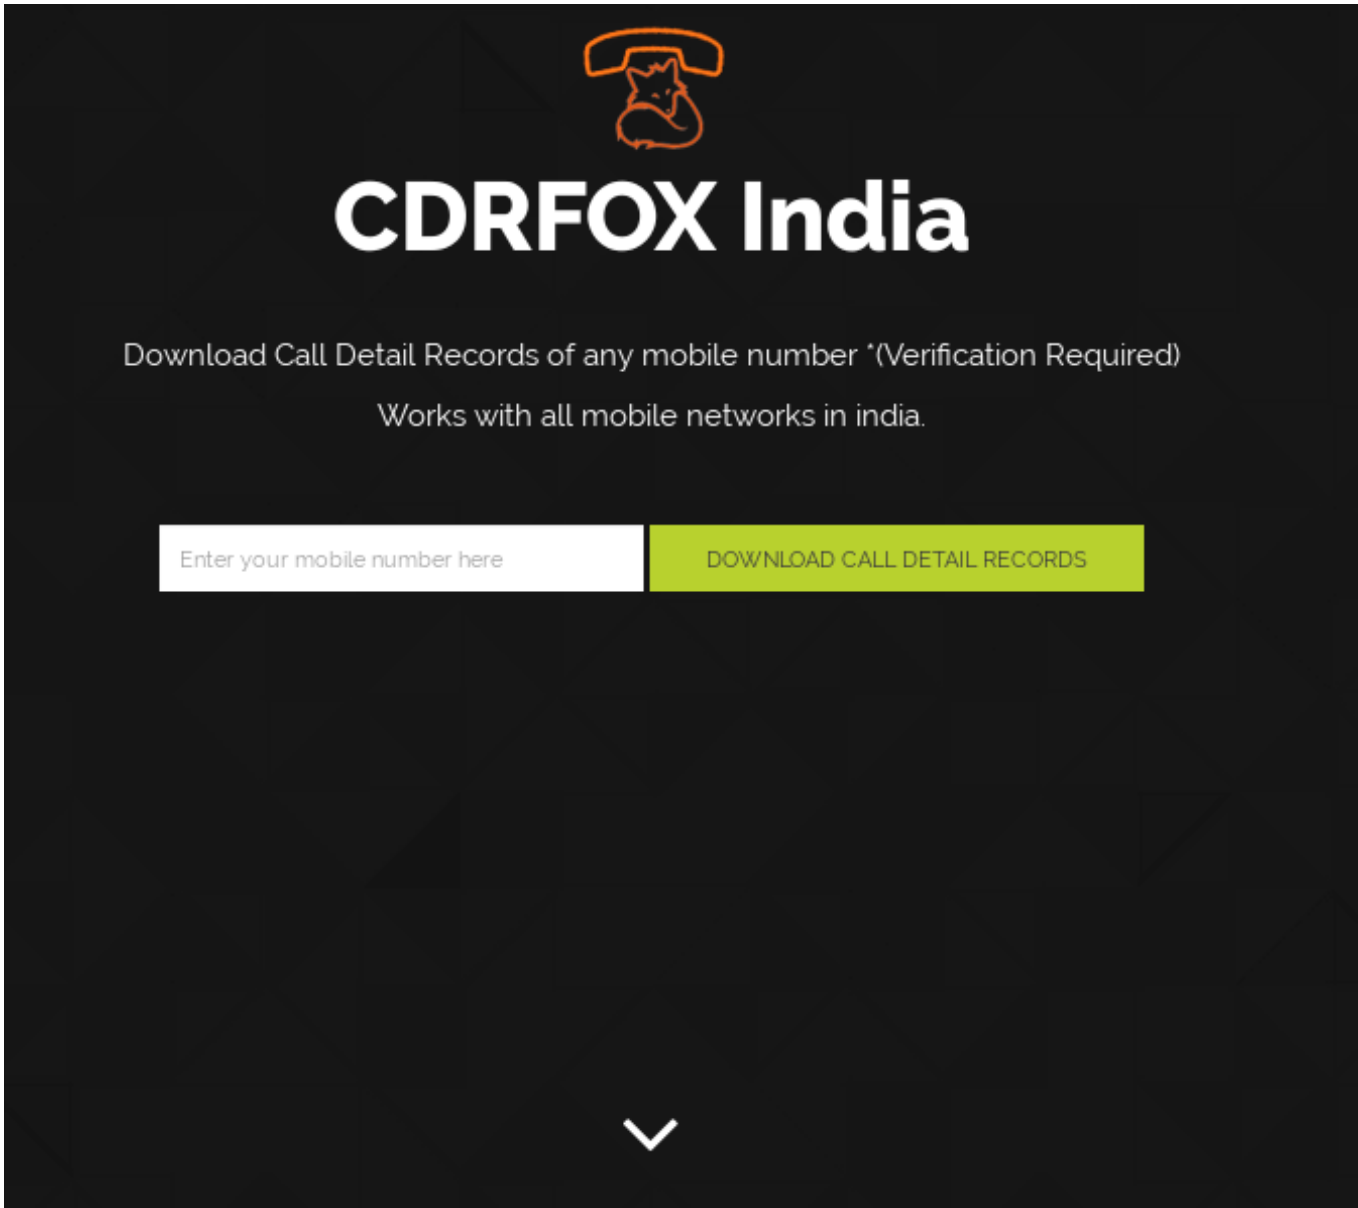 CDRFOX India
Download Call Detail Records of any mobile number *(Verification Required)
Works with all mobile networks in india.
Enter your mobile number here
DOWNLOAD CALL DETAIL RECORDS